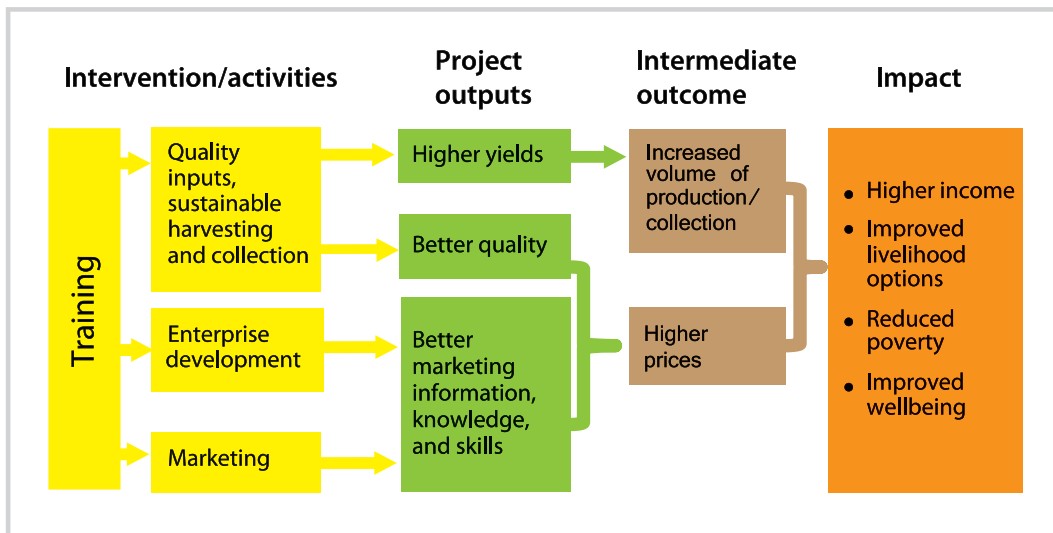 Intervention/activities
Project
outputs
Intermediate
outcome
Impact
Training
Quality
inputs,
sustainable
harvesting
and collection
Enterprise
development
Marketing
Higher yields
Better quality
Better
marketing
information,
knowledge,
and skills
Increased
volume of
production/
collection
Higher
prices
• Higher income
• Improved
livelihood
options
• Reduced
poverty
• Improved
wellbeing